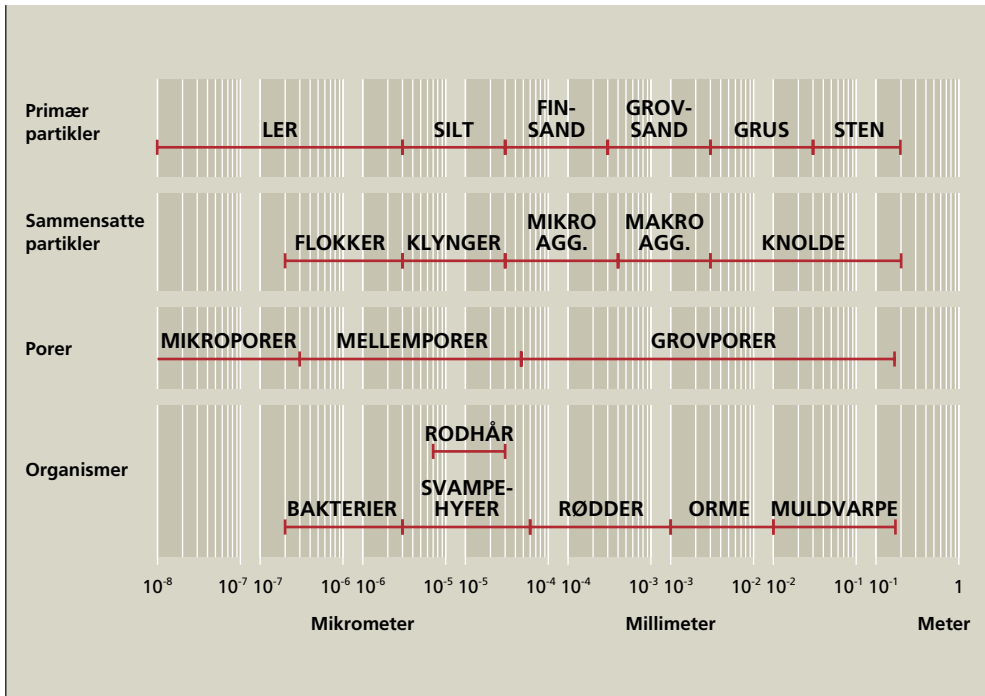 Primær
partikler
LER
SILT
FIN-
SAND
GROV-
SAND
GRUS
STEN
Sammensatte
partikler
FLOKKER
KLYNGER
MIKRO
AGG.
MAKRO
AGG.
KNOLDE
Porer
MIKROPORER
MELLEMPORER
GROVPORER
Organismer
RODHÅR
BAKTERIER
SVAMPE-
HYFER
RØDDER
ORME
MULDVARPE
10⁻⁸ 10⁻⁷ 10⁻⁷ 10⁻⁶ 10⁻⁶ 10⁻⁵ 10⁻⁵ 10⁻⁴ 10⁻⁴ 10⁻³ 10⁻³ 10⁻² 10⁻² 10⁻¹ 10⁻¹ 1
Mikrometer Millimeter Meter